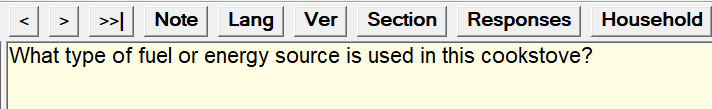 < > >>| Note Lang Ver Section Responses Household
What type of fuel or energy source is used in this cookstove?